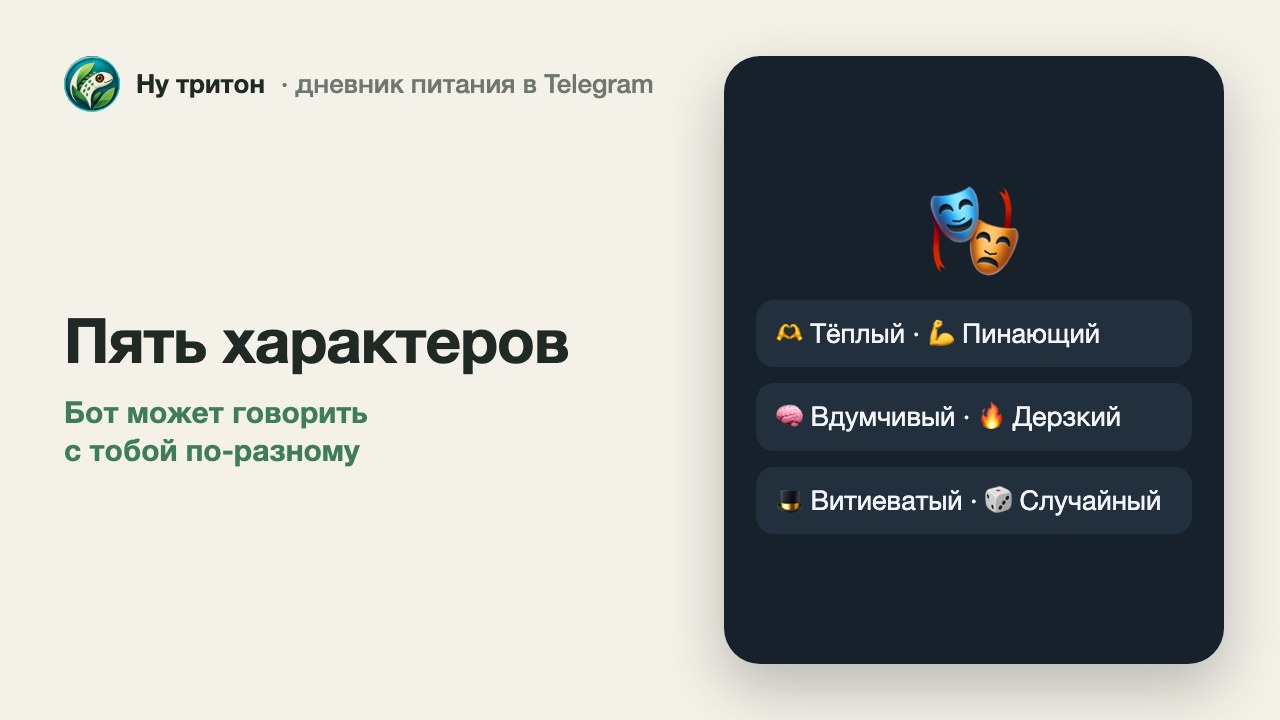 Ну тритон · дневник питания в Telegram
Пять характеров
Бот может говорить
с тобой по-разному
🫶 Тёплый · 💪 Пинающий
🧠 Вдумчивый · 🔥 Дерзкий
🎩 Витиеватый · 🎲 Случайный